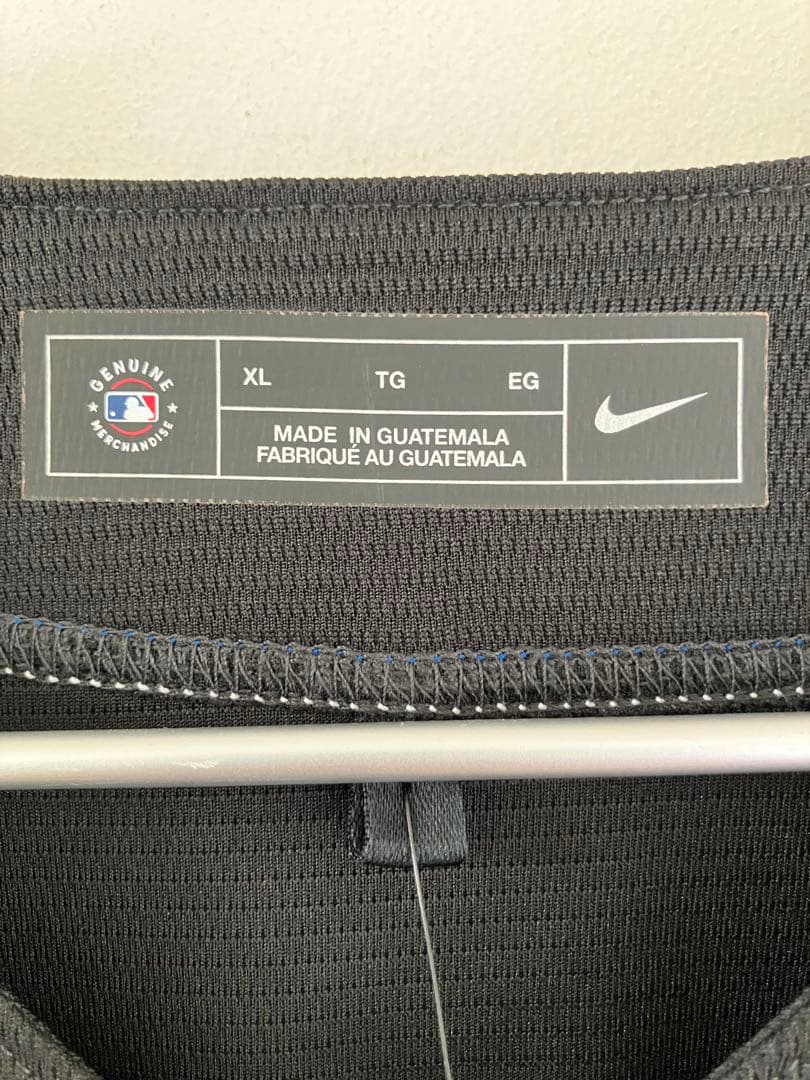 GENUINE
MERCHANDISE
XL TG EG
MADE IN GUATEMALA
FABRIQUÉ AU GUATEMALA